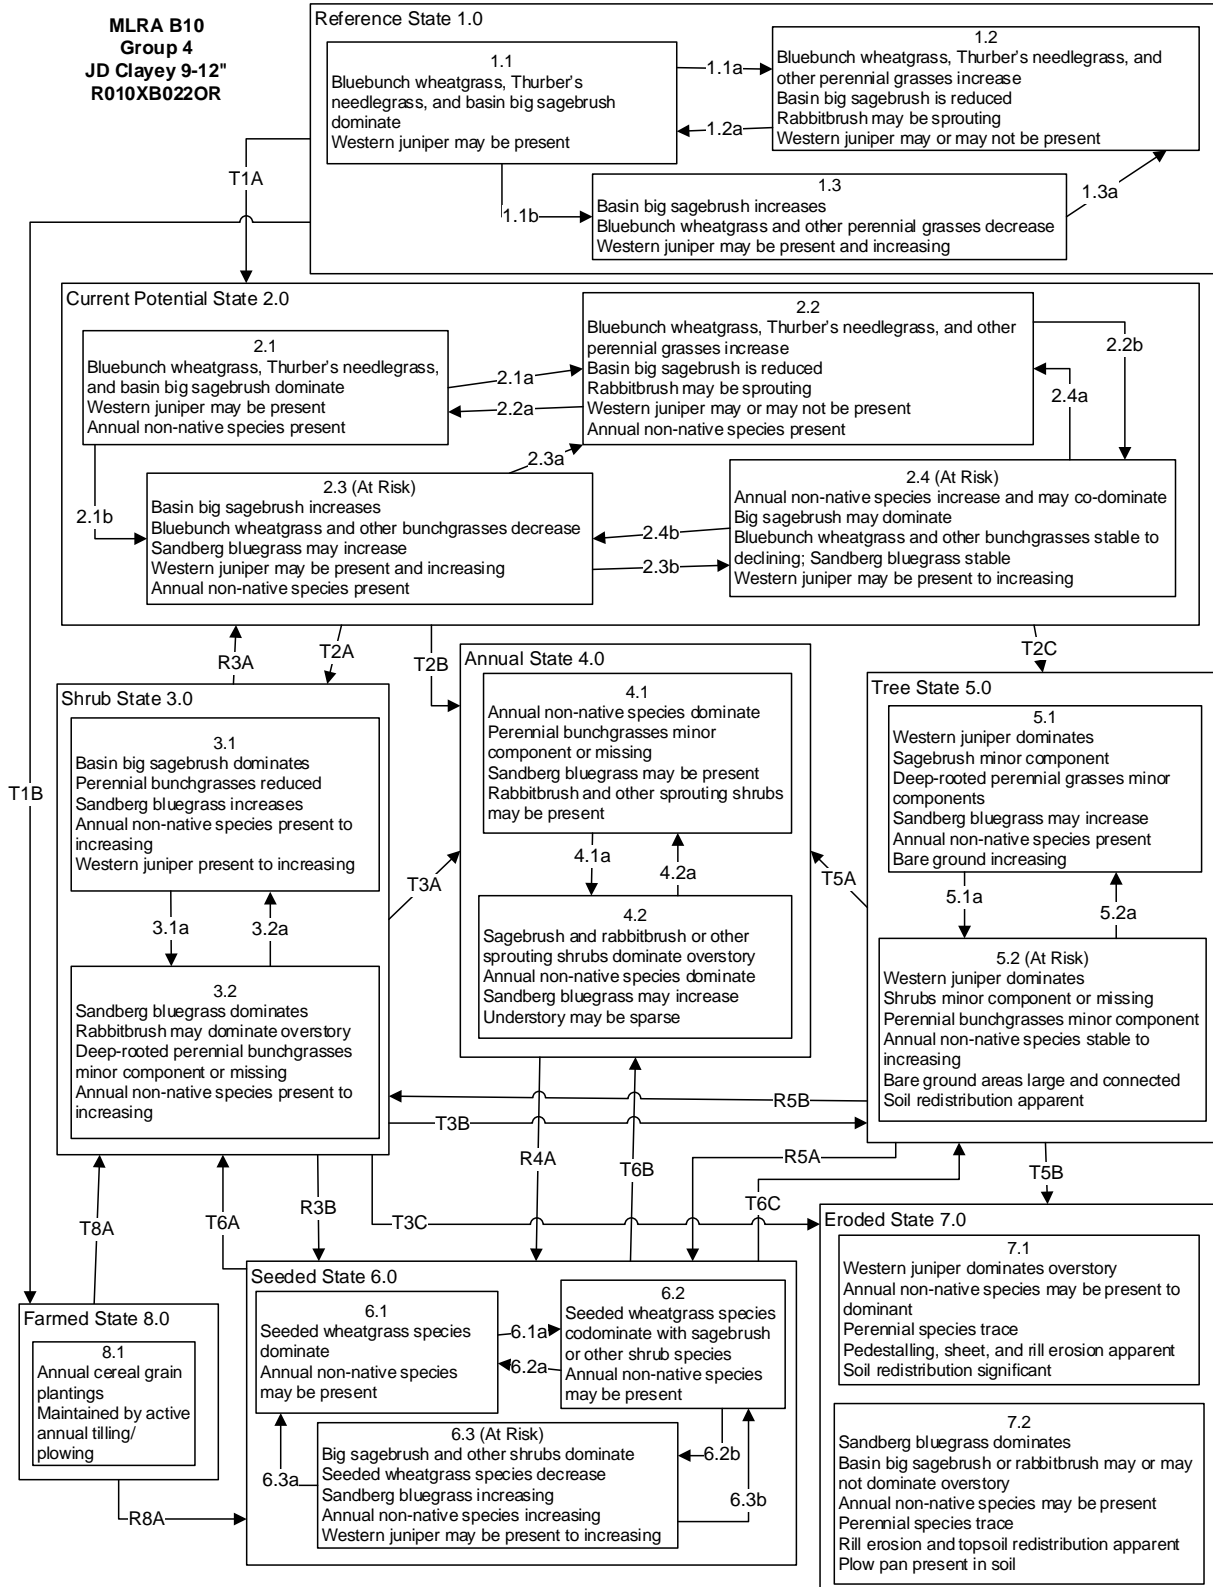 MLRA B10
Group 4
JD Clayey 9-12"
R010XB022OR
Reference State 1.0
1.1
Bluebunch wheatgrass, Thurber's
needlegrass, and basin big sagebrush
dominate
Western juniper may be present
1.1a
1.2a
1.2
Bluebunch wheatgrass, Thurber's needlegrass, and
other perennial grasses increase
Basin big sagebrush is reduced
Rabbitbrush may be sprouting
Western juniper may or may not be present
1.1b
1.3
Basin big sagebrush increases
Bluebunch wheatgrass and other perennial grasses decrease
Western juniper may be present and increasing
1.3a
T1A
T1B
Current Potential State 2.0
2.1
Bluebunch wheatgrass, Thurber's needlegrass,
and basin big sagebrush dominate
Western juniper may be present
Annual non-native species present
2.1a
2.2a
2.2
Bluebunch wheatgrass, Thurber's needlegrass, and other
perennial grasses increase
Basin big sagebrush is reduced
Rabbitbrush may be sprouting
Western juniper may or may not be present
Annual non-native species present
2.2b
2.4a
2.1b
2.3a
2.3 (At Risk)
Basin big sagebrush increases
Bluebunch wheatgrass and other bunchgrasses decrease
Sandberg bluegrass may increase
Western juniper may be present and increasing
Annual non-native species present
2.4b
2.3b
2.4 (At Risk)
Annual non-native species increase and may co-dominate
Big sagebrush may dominate
Bluebunch wheatgrass and other bunchgrasses stable to
declining; Sandberg bluegrass stable
Western juniper may be present to increasing
R3A
T2A
T2B
T2C
Shrub State 3.0
3.1
Basin big sagebrush dominates
Perennial bunchgrasses reduced
Sandberg bluegrass increases
Annual non-native species present to
increasing
Western juniper present to increasing
3.1a
3.2a
3.2
Sandberg bluegrass dominates
Rabbitbrush may dominate overstory
Deep-rooted perennial bunchgrasses
minor component or missing
Annual non-native species present to
increasing
T3A
Annual State 4.0
4.1
Annual non-native species dominate
Perennial bunchgrasses minor
component or missing
Sandberg bluegrass may be present
Rabbitbrush and other sprouting shrubs
may be present
4.1a
4.2a
4.2
Sagebrush and rabbitbrush or other
sprouting shrubs dominate overstory
Annual non-native species dominate
Sandberg bluegrass may increase
Understory may be sparse
T5A
Tree State 5.0
5.1
Western juniper dominates
Sagebrush minor component
Deep-rooted perennial grasses minor
components
Sandberg bluegrass may increase
Annual non-native species present
Bare ground increasing
5.1a
5.2a
5.2 (At Risk)
Western juniper dominates
Shrubs minor component or missing
Perennial bunchgrasses minor component
Annual non-native species stable to
increasing
Bare ground areas large and connected
Soil redistribution apparent
R5B
T3B
T8A
T6A
R3B
T3C
R4A
T6B
R5A
T6C
T5B
Farmed State 8.0
8.1
Annual cereal grain
plantings
Maintained by active
annual tilling/
plowing
R8A
Seeded State 6.0
6.1
Seeded wheatgrass species
dominate
Annual non-native species
may be present
6.1a
6.2a
6.2
Seeded wheatgrass species
codominate with sagebrush
or other shrub species
Annual non-native species
may be present
6.3a
6.2b
6.3b
6.3 (At Risk)
Big sagebrush and other shrubs dominate
Seeded wheatgrass species decrease
Sandberg bluegrass increasing
Annual non-native species increasing
Western juniper may be present to increasing
Eroded State 7.0
7.1
Western juniper dominates overstory
Annual non-native species may be present to
dominant
Perennial species trace
Pedestalling, sheet, and rill erosion apparent
Soil redistribution significant
7.2
Sandberg bluegrass dominates
Basin big sagebrush or rabbitbrush may or may
not dominate overstory
Annual non-native species may be present
Perennial species trace
Rill erosion and topsoil redistribution apparent
Plow pan present in soil